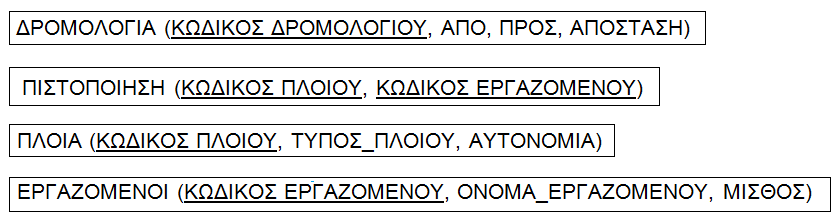 ΔΡΟΜΟΛΟΓΙΑ (ΚΩΔΙΚΟΣ ΔΡΟΜΟΛΟΓΙΟΥ, ΑΠΟ, ΠΡΟΣ, ΑΠΟΣΤΑΣΗ)
ΠΙΣΤΟΠΟΙΗΣΗ (ΚΩΔΙΚΟΣ ΠΛΟΙΟΥ, ΚΩΔΙΚΟΣ ΕΡΓΑΖΟΜΕΝΟΥ)
ΠΛΟΙΑ (ΚΩΔΙΚΟΣ ΠΛΟΙΟΥ, ΤΥΠΟΣ_ΠΛΟΙΟΥ, ΑΥΤΟΝΟΜΙΑ)
ΕΡΓΑΖΟΜΕΝΟΙ (ΚΩΔΙΚΟΣ ΕΡΓΑΖΟΜΕΝΟΥ, ΟΝΟΜΑ_ΕΡΓΑΖΟΜΕΝΟΥ, ΜΙΣΘΟΣ)